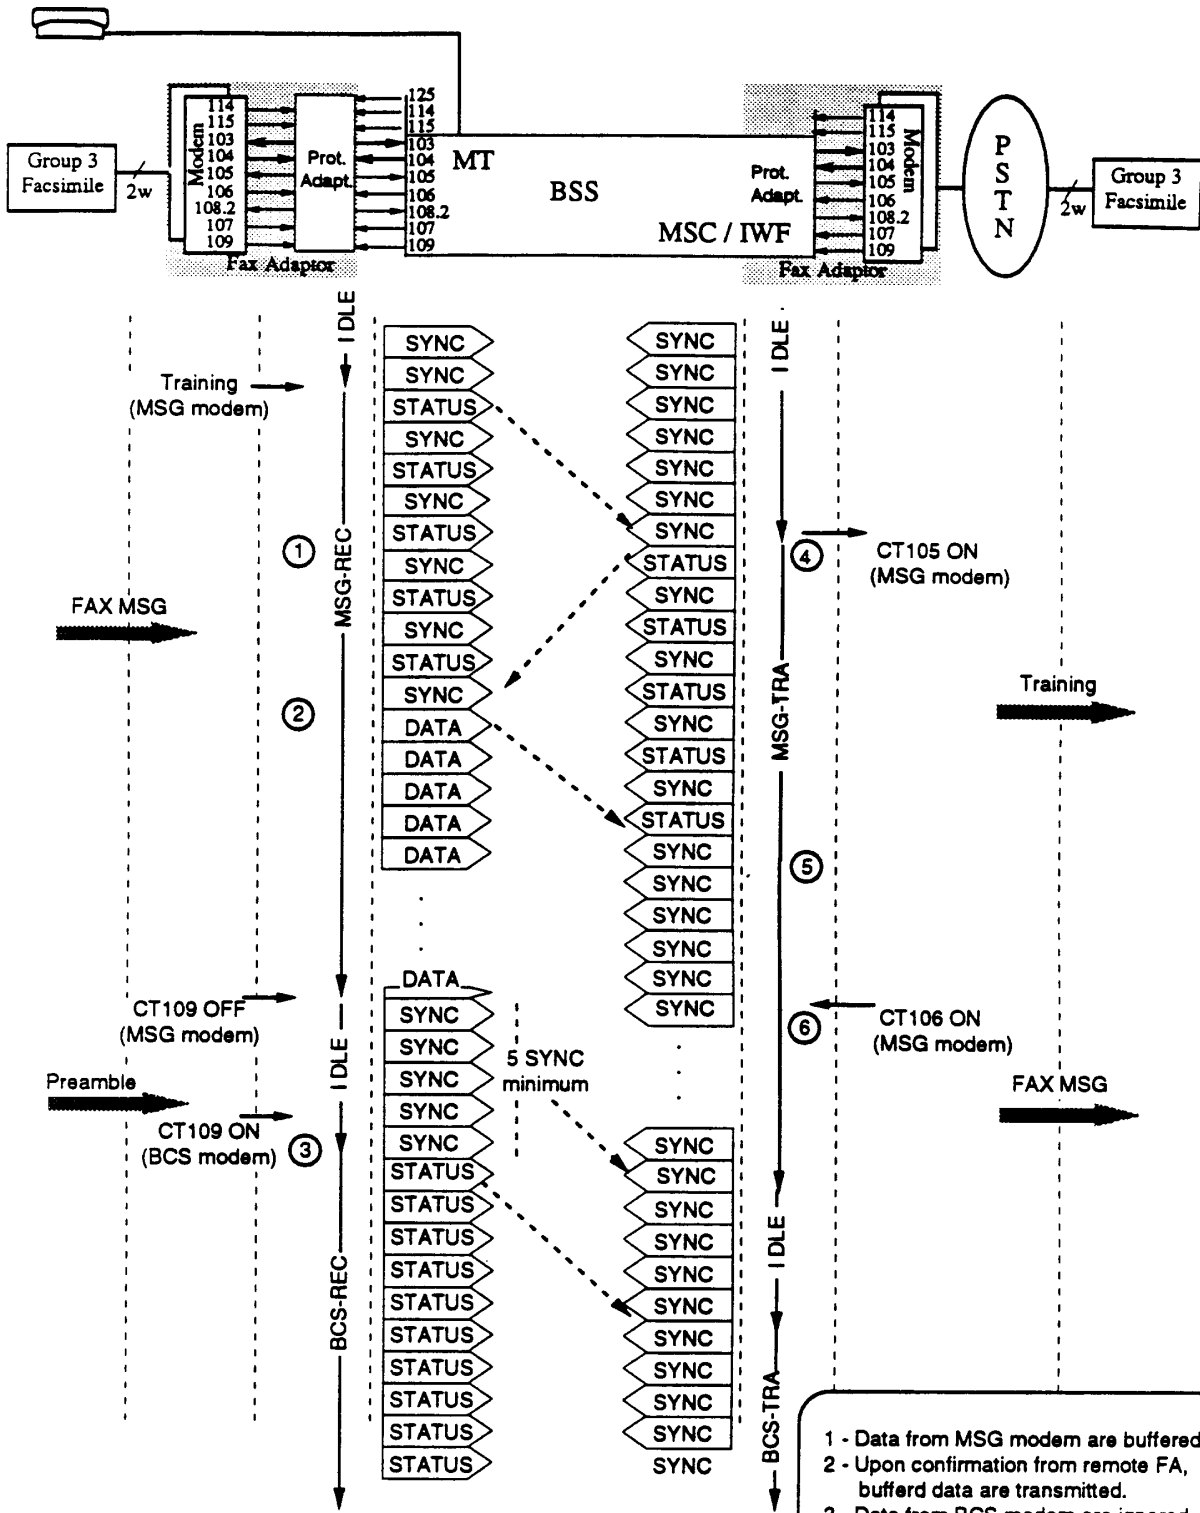 125
114
115
103
104
105
106
108.2
107
109
114
115
103
104
105
106
108.2
107
109
114
115
103
104
105
106
108.2
107
109
Modem
Prot.
Adapt.
MT
BSS
Prot.
Adapt.
MSC / IWF
Modem
P
S
T
N
Group 3
Facsimile
2w
2w
Group 3
Facsimile
Fax Adaptor
Fax Adaptor
IDLE
SYNC
SYNC
STATUS
SYNC
STATUS
SYNC
STATUS
SYNC
STATUS
SYNC
STATUS
SYNC
DATA
DATA
DATA
DATA
DATA
.
.
.
DATA
SYNC
SYNC
SYNC
SYNC
SYNC
STATUS
STATUS
STATUS
STATUS
STATUS
STATUS
STATUS
STATUS
STATUS
STATUS
SYNC
SYNC
SYNC
SYNC
SYNC
SYNC
SYNC
STATUS
SYNC
STATUS
SYNC
STATUS
SYNC
STATUS
SYNC
STATUS
SYNC
SYNC
SYNC
SYNC
SYNC
SYNC
.
.
.
SYNC
SYNC
SYNC
SYNC
SYNC
SYNC
SYNC
SYNC
SYNC
SYNC
SYNC
IDLE
Training
(MSG modem)
1
MSG-REC
FAX MSG
2
CT109 OFF
(MSG modem)
IDLE
Preamble
CT109 ON
(BCS modem)
3
BCS-REC
5 SYNC
minimum
4
CT105 ON
(MSG modem)
MSG-TRA
Training
5
6
CT106 ON
(MSG modem)
FAX MSG
IDLE
BCS-TRA
1 - Data from MSG modem are buffered
2 - Upon confirmation from remote FA,
bufferd data are transmitted.
3 - Data from BCS modem are ignored